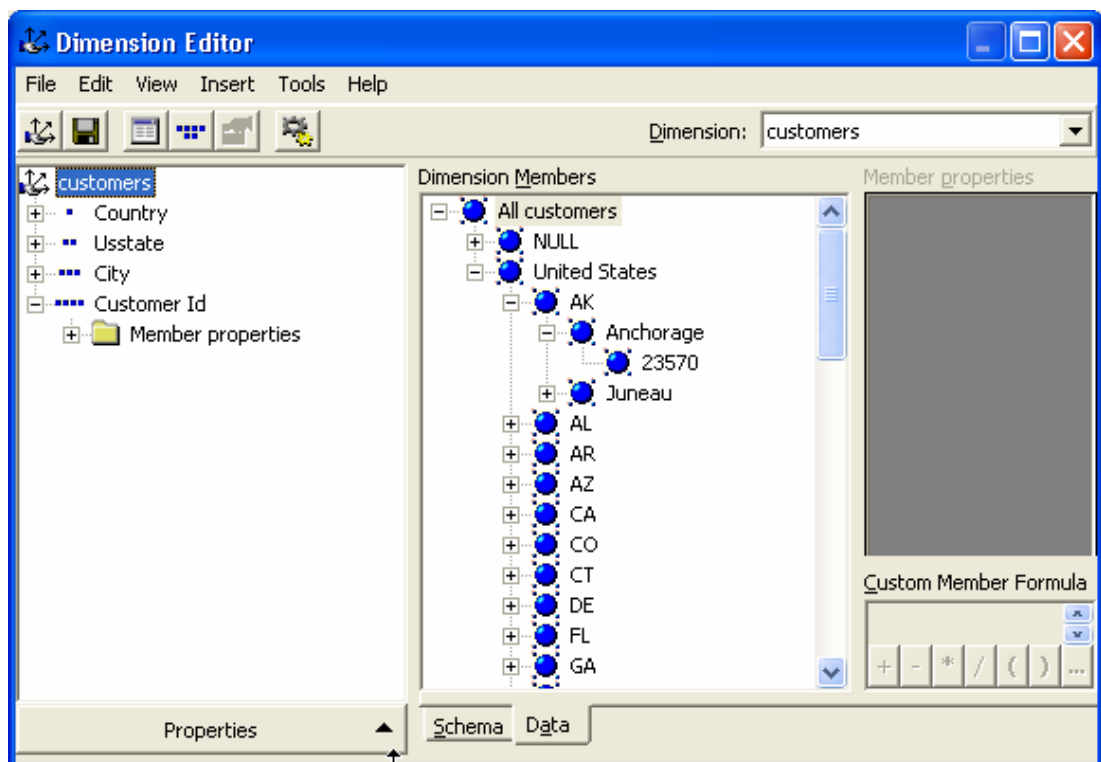 Dimension Editor
File Edit View Insert Tools Help
Dimension: customers
customers
Country
Usstate
City
Customer Id
Member properties
Dimension Members
All customers
NULL
United States
AK
Anchorage
23570
Juneau
AL
AR
AZ
CA
CO
CT
DE
FL
GA
Member properties
Custom Member Formula
+ - * / ( ) ...
Properties
Schema Data